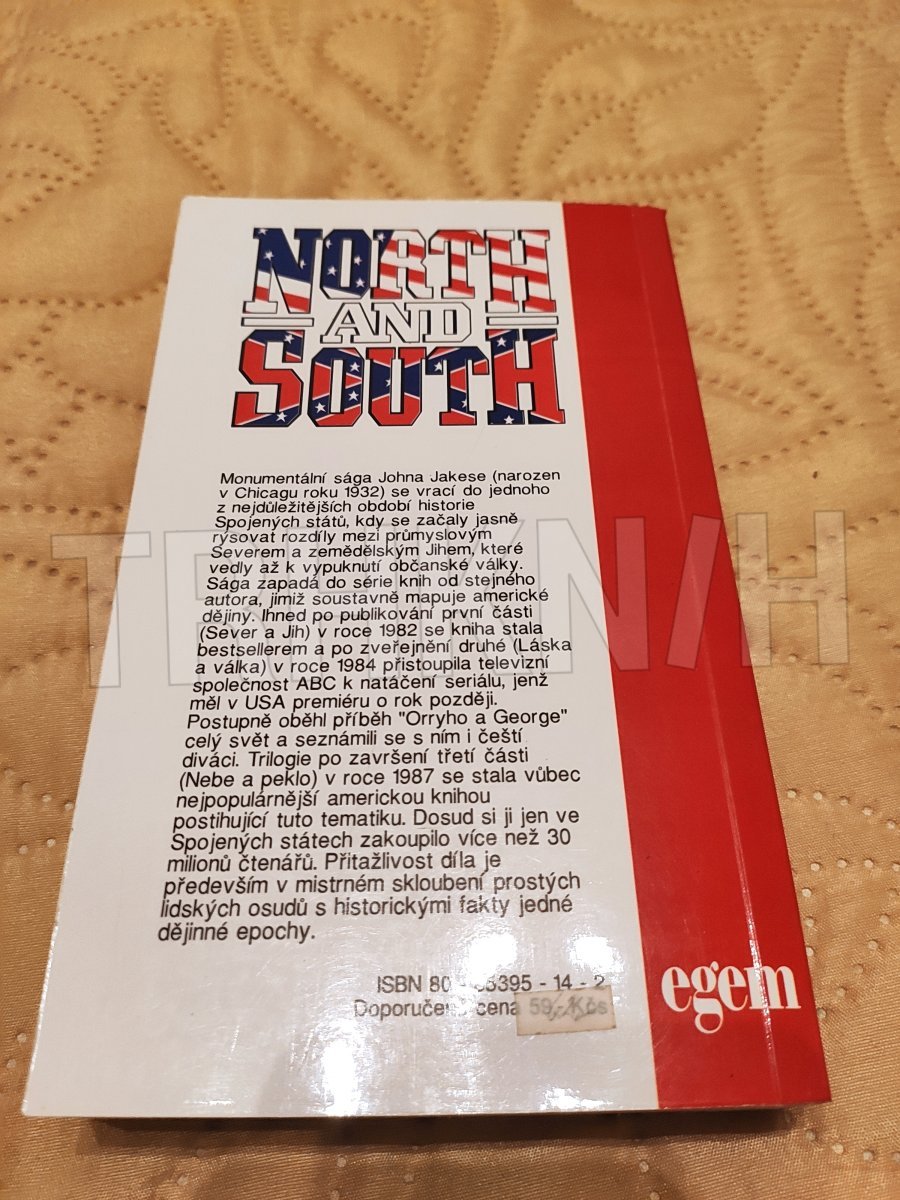 NORTH
AND
SOUTH
Monumentální sága Johna Jakese (narozen
v Chicagu roku 1932) se vrací do jednoho
z nejdůležitějších období historie
Spojených států, kdy se začaly jasně
rýsovat rozdíly mezi průmyslovým
Severem a zemědělským Jihem, které
vedly až k vypuknutí občanské války.
Sága zapadá do série knih od stejného
autora, jimiž soustavně mapuje americké
dějiny. Ihned po publikování první části
(Sever a Jih) v roce 1982 se kniha stala
bestsellerem a po zveřejnění druhé (Láska
a válka) v roce 1984 přistoupila televizní
společnost ABC k natáčení seriálu, jenž
měl v USA premiéru o rok později.
Postupně oběhl příběh "Orryho a George"
celý svět a seznámili se s ním i čeští
diváci. Trilogie po završení třetí části
(Nebe a peklo) v roce 1987 se stala vůbec
nejpopulárnější americkou knihou
postihující tuto tematiku. Dosud si ji jen ve
Spojených státech zakoupilo více než 30
milionů čtenářů. Přitažlivost díla je
především v mistrném skloubení prostých
lidských osudů s historickými fakty jedné
dějinné epochy.
ISBN 80 - 395 - 14 - 2
Doporučená cena 59,- Kčs
egem